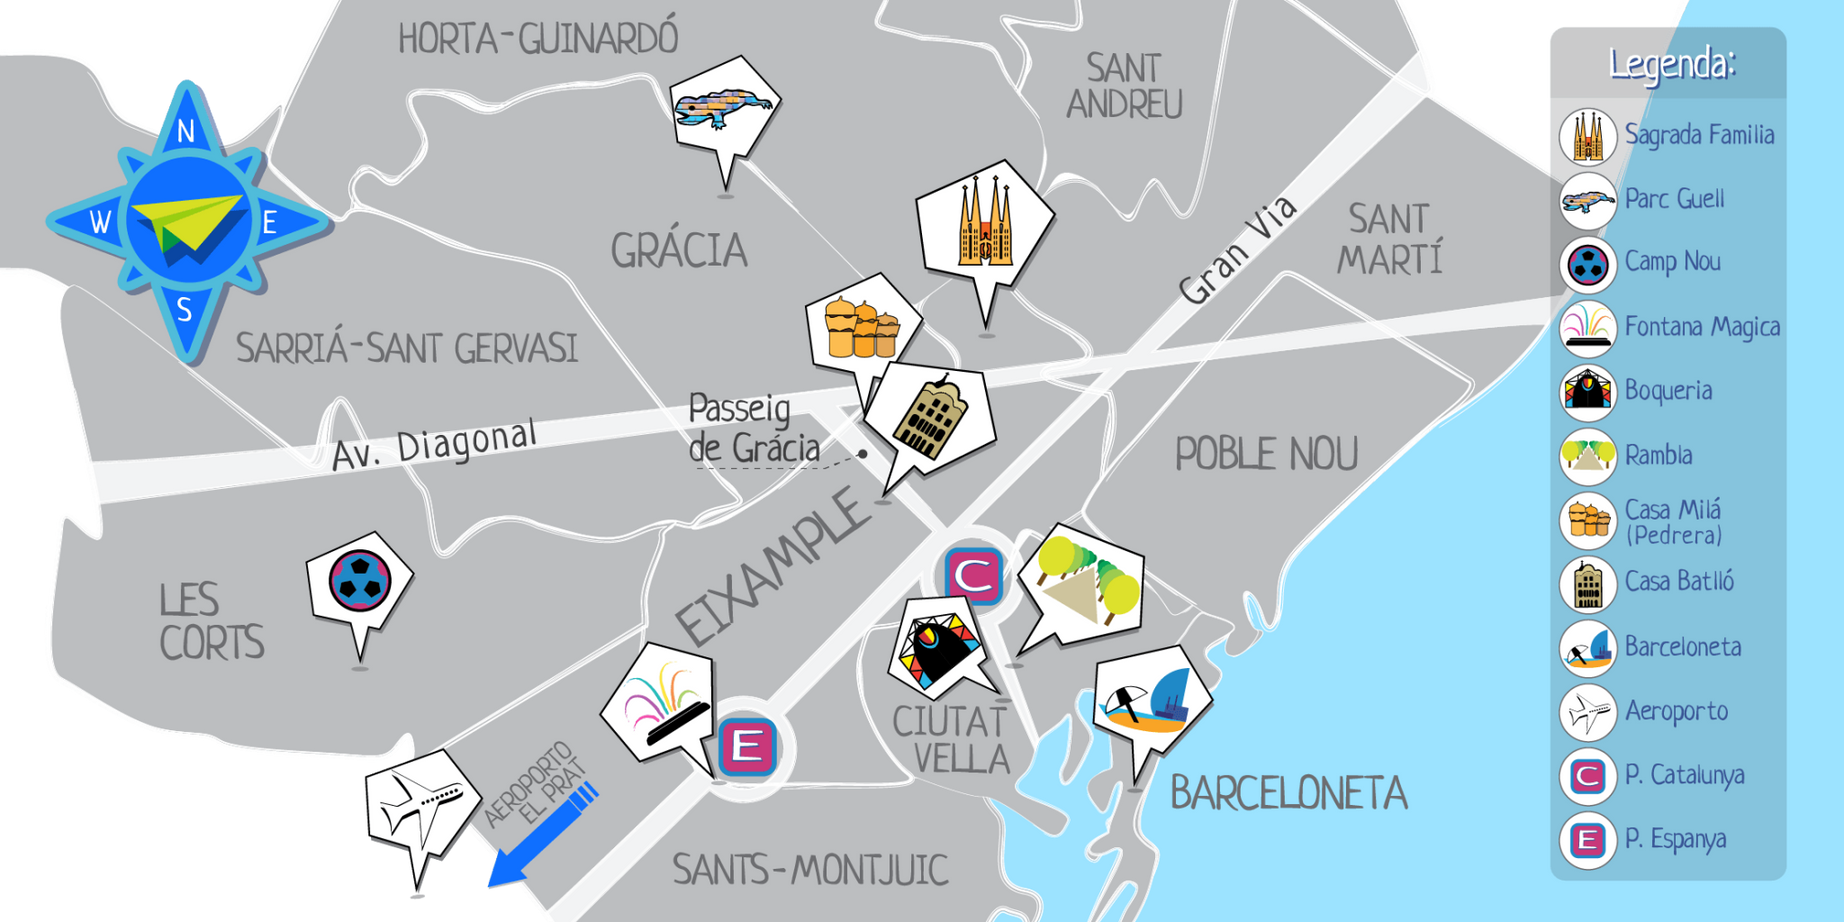 HORTA-GUINARDÓ
SANT
ANDREU
N
W
E
S
GRÁCIA
SANT
MARTÍ
Gran Via
SARRIÁ-SANT GERVASI
Passeig
de Grácia
Av. Diagonal
POBLE NOU
EIXAMPLE
LES
CORTS
C
E
CIUTAT
VELLA
AEROPORTO
EL PRAT
BARCELONETA
SANTS-MONTJUIC
Legenda:
Sagrada Familia
Parc Guell
Camp Nou
Fontana Magica
Boqueria
Rambla
Casa Milá
(Pedrera)
Casa Batlló
Barceloneta
Aeroporto
C P. Catalunya
E P. Espanya